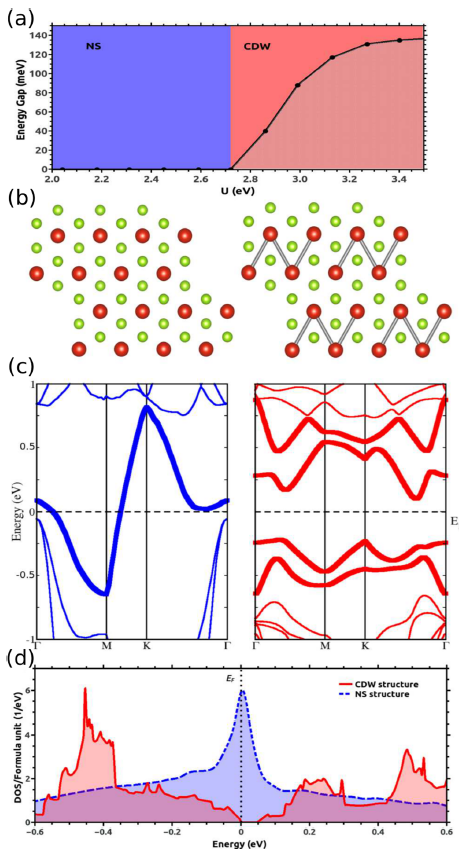 (a)
140
120
100
80
60
40
20
0
Energy Gap (meV)
NS
CDW
2.0 2.2 2.4 2.6 2.8 3.0 3.2 3.4
U (eV)
(b)
(c)
1
0.5
0
-0.5
-1
Energy (eV)
Γ M K Γ
Γ M K Γ
E
(d)
6
4
2
0
DOS/Formula unit (1/eV)
E_F
CDW structure
NS structure
-0.6 -0.4 -0.2 0 0.2 0.4 0.6
Energy (eV)